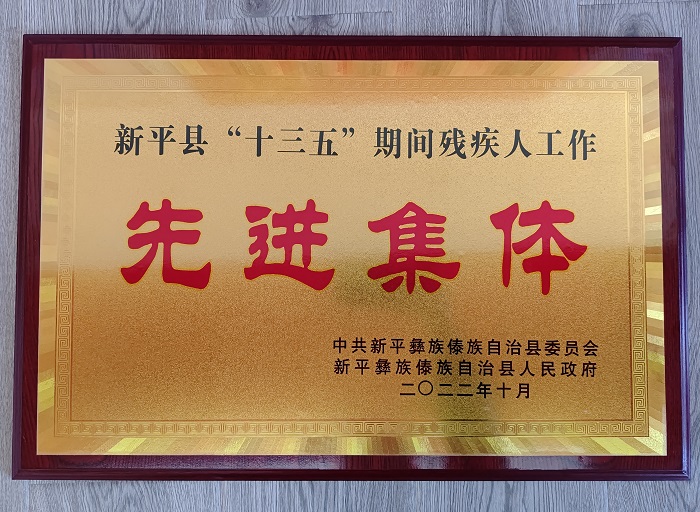 新平县“十三五”期间残疾人工作
先进集体
中共新平彝族傣族自治县委员会
新平彝族傣族自治县人民政府
二〇二二年十月